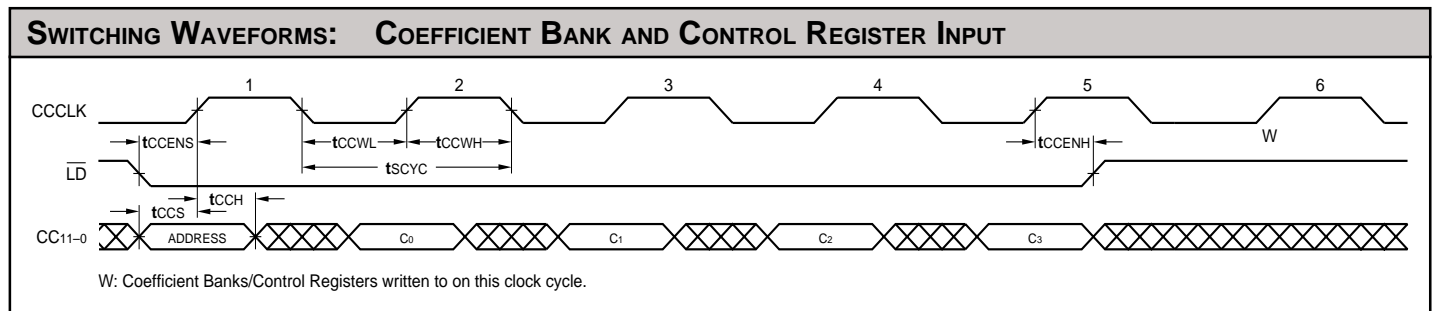 SWITCHING WAVEFORMS: COEFFICIENT BANK AND CONTROL REGISTER INPUT
1 2 3 4 5 6
CCCLK
W
tCCENS tCCWL tCCWH tCCENH
tSCYC
LD
tCCH
tCCS
CC11–0 ADDRESS C0 C1 C2 C3
W: Coefficient Banks/Control Registers written to on this clock cycle.